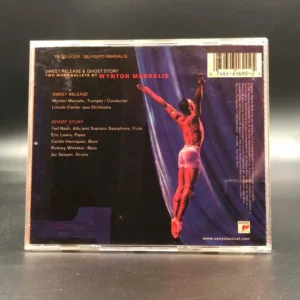 PRODUCER: DELFEAYO MARSALIS
SWEET RELEASE & GHOST STORY
TWO MORE BALLETS BY WYNTON MARSALIS
SWEET RELEASE
Wynton Marsalis, Trumpet / Conductor
Lincoln Center Jazz Orchestra
GHOST STORY
Ted Nash, Alto and Soprano Saxophone, Flute
Eric Lewis, Piano
Carlos Henriquez, Bass
Rodney Whitaker, Bass
Jaz Sawyer, Drums
www.sonyclassical.com
SONY